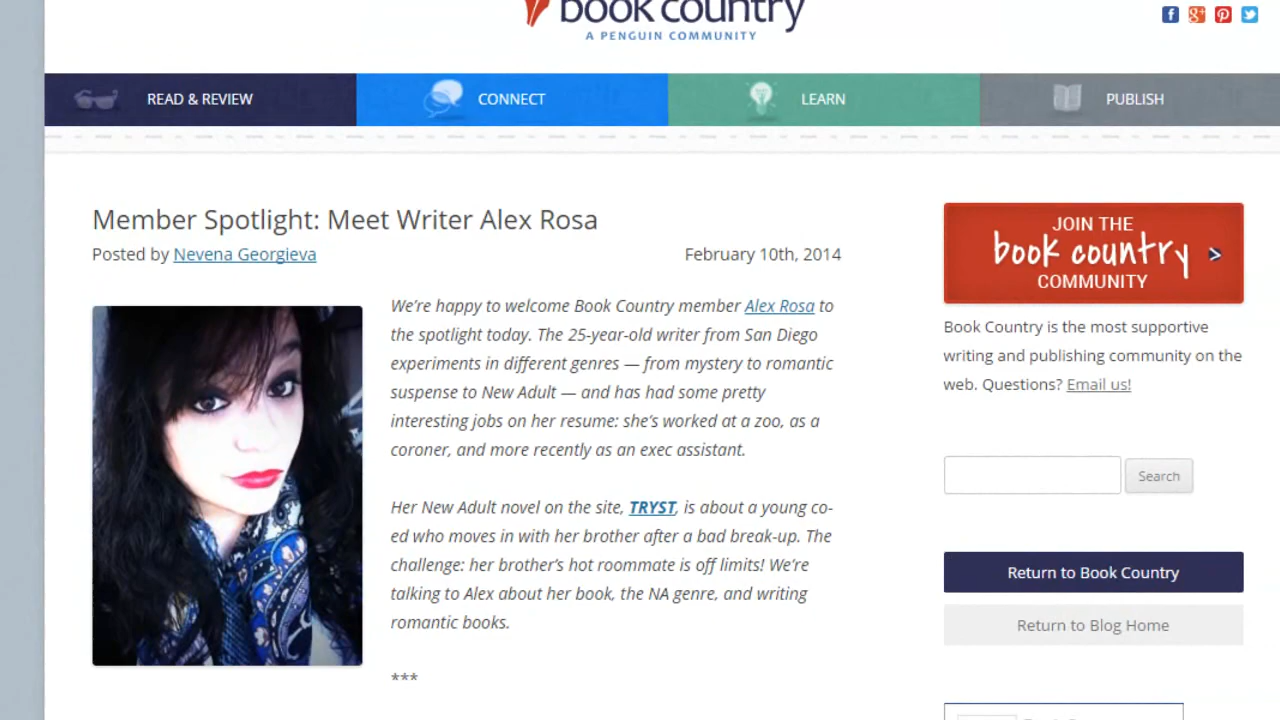 book country
A PENGUIN COMMUNITY
READ & REVIEW
CONNECT
LEARN
PUBLISH
Member Spotlight: Meet Writer Alex Rosa
Posted by Nevena Georgieva
February 10th, 2014
We’re happy to welcome Book Country member Alex Rosa to
the spotlight today. The 25-year-old writer from San Diego
experiments in different genres — from mystery to romantic
suspense to New Adult — and has had some pretty
interesting jobs on her resume: she’s worked at a zoo, as a
coroner, and more recently as an exec assistant.
Her New Adult novel on the site, TRYST, is about a young co-
ed who moves in with her brother after a bad break-up. The
challenge: her brother’s hot roommate is off limits! We’re
talking to Alex about her book, the NA genre, and writing
romantic books.
***
JOIN THE
book country
COMMUNITY
Book Country is the most supportive
writing and publishing community on the
web. Questions? Email us!
Search
Return to Book Country
Return to Blog Home